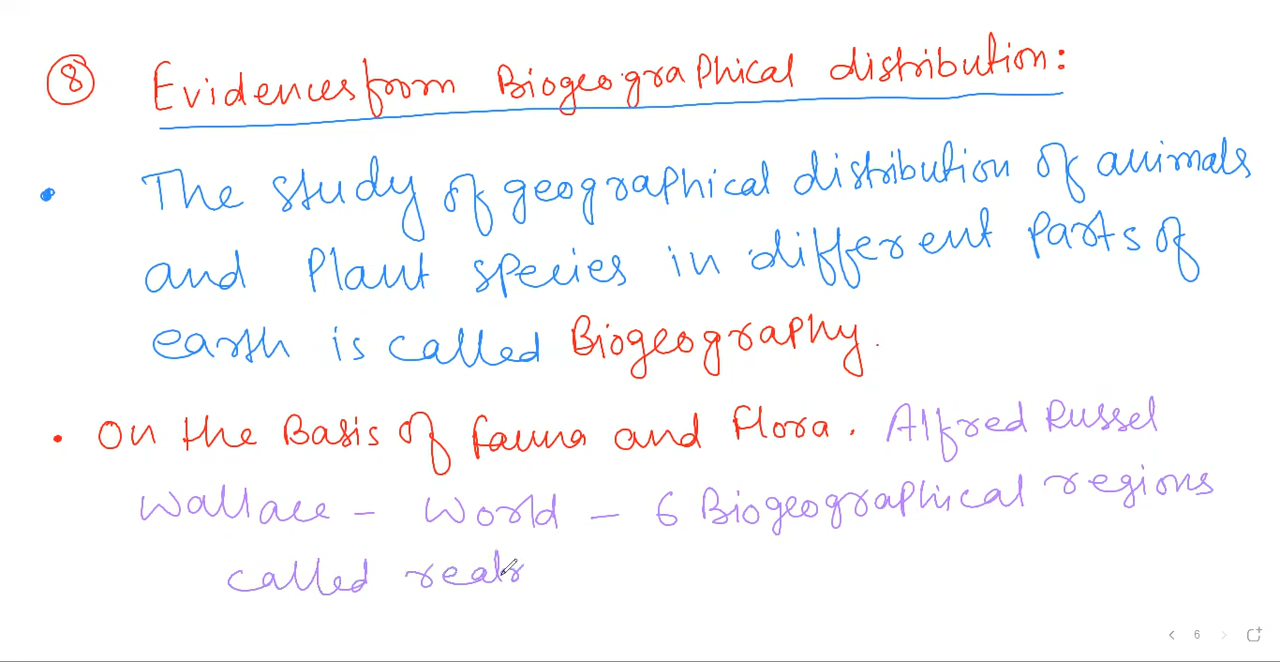 8 Evidences from Biogeographical distribution:
• The study of geographical distribution of animals
and Plant species in different parts of
earth is called Biogeography.
• On the Basis of fauna and flora. Alfred Russel
Wallace - World - 6 Biogeographical regions
called
6